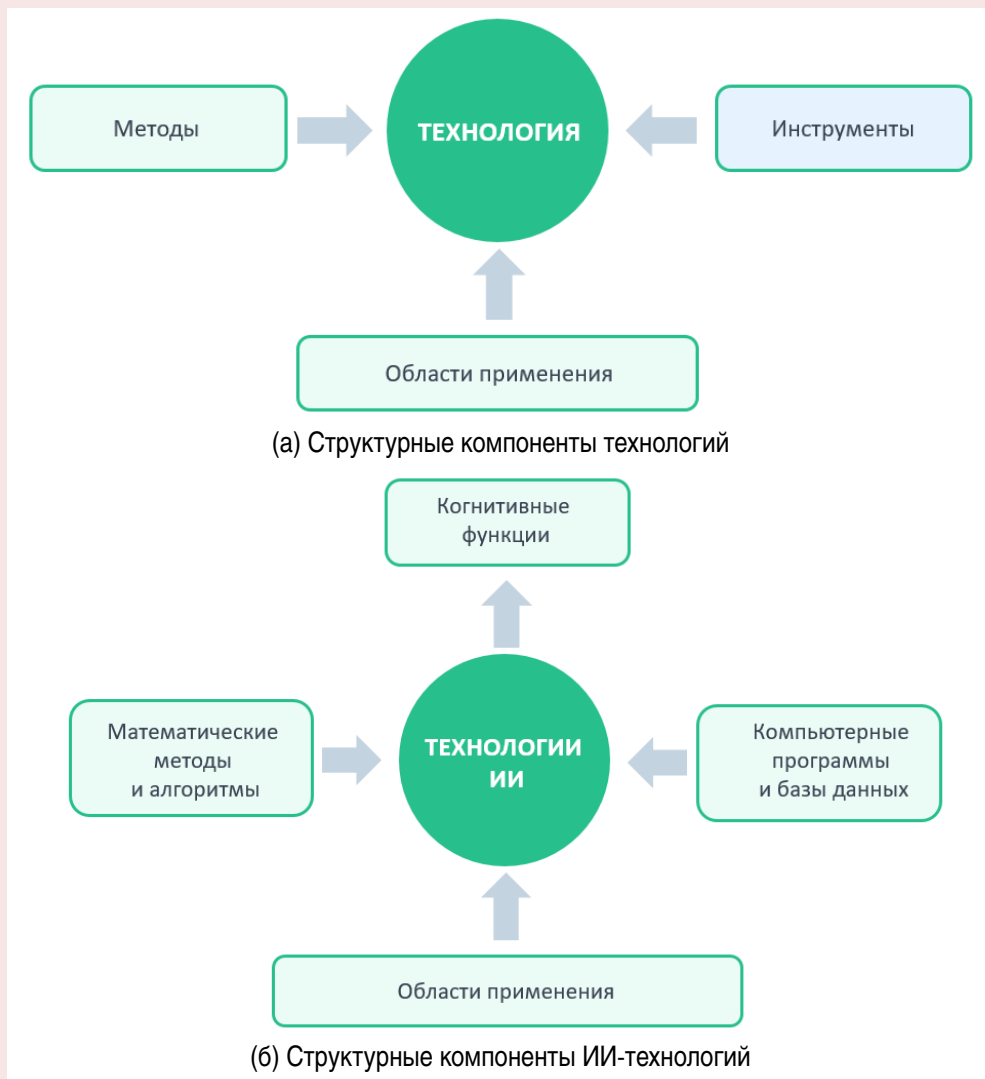 Методы
ТЕХНОЛОГИЯ
Инструменты
Области применения
(а) Структурные компоненты технологий
Когнитивные
функции
Математические
методы
и алгоритмы
ТЕХНОЛОГИИ
ИИ
Компьютерные
программы
и базы данных
Области применения
(б) Структурные компоненты ИИ-технологий